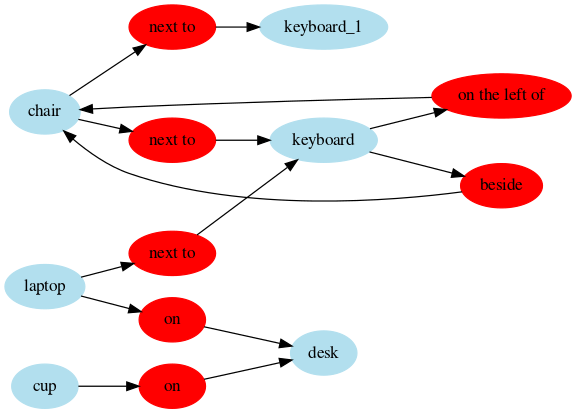 next to
keyboard_1
chair
on the left of
next to
keyboard
beside
next to
laptop
on
desk
cup
on